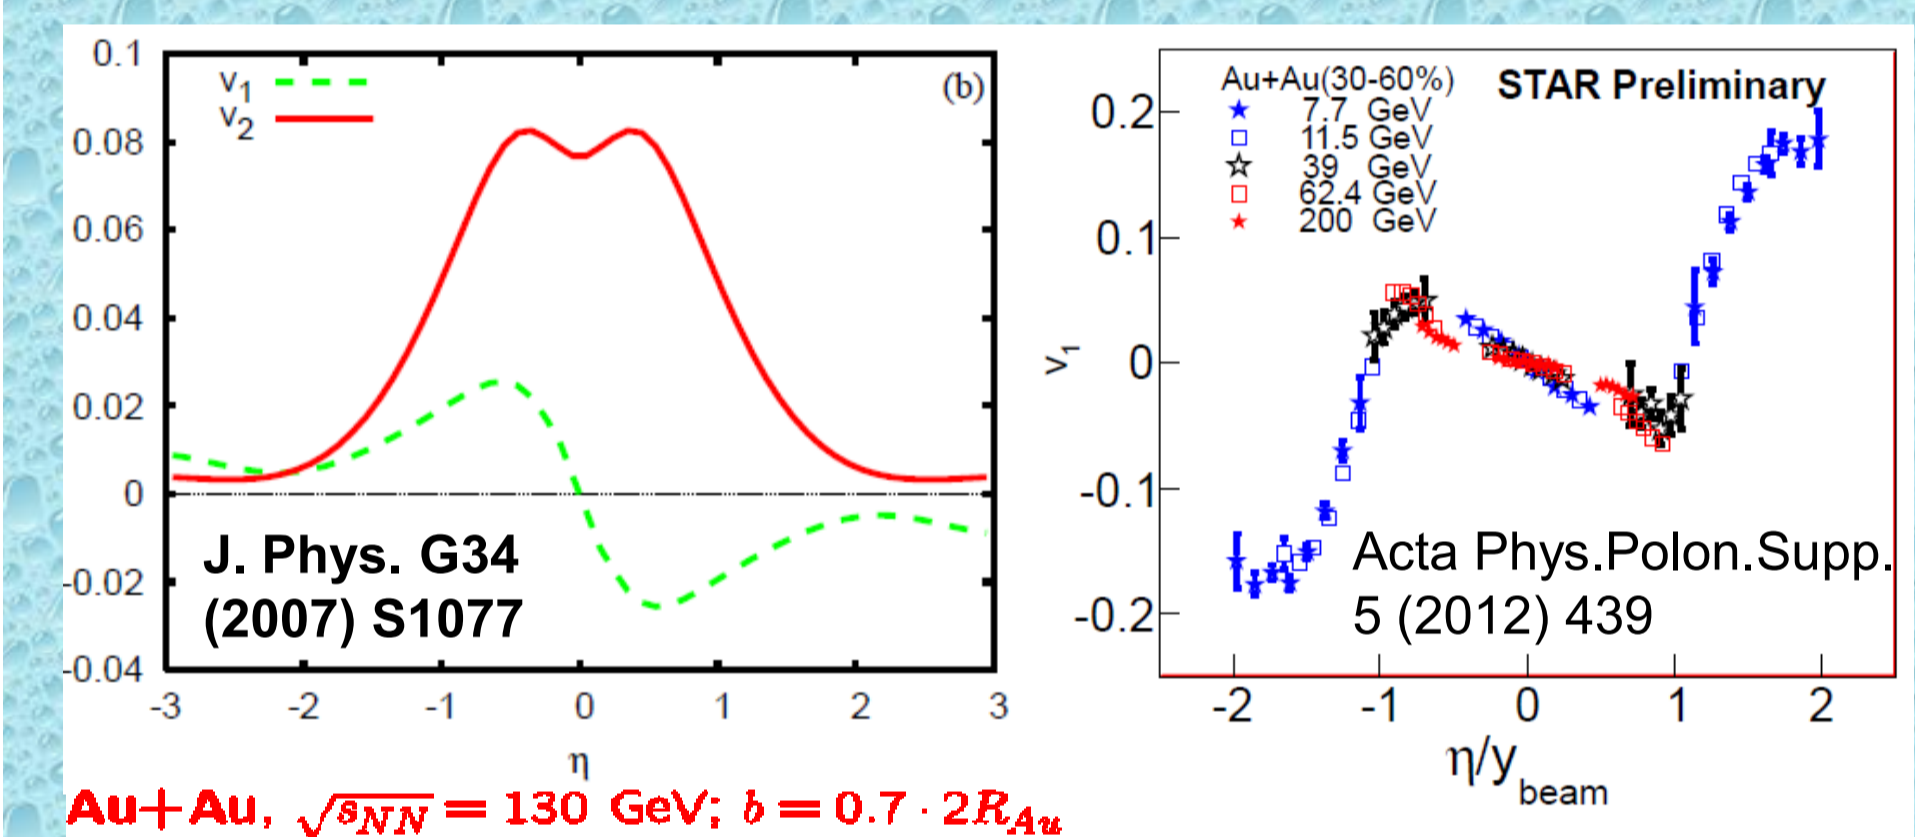 0.1
0.08
0.06
0.04
0.02
0
-0.02
-0.04
v1
v2
(b)
J. Phys. G34
(2007) S1077
-3 -2 -1 0 1 2 3
η
Au+Au, √sNN = 130 GeV; b = 0.7 · 2RAu
Au+Au(30-60%)
STAR Preliminary
7.7 GeV
11.5 GeV
39 GeV
62.4 GeV
200 GeV
0.2
0.1
0
-0.1
-0.2
v1
Acta Phys.Polon.Supp.
5 (2012) 439
-2 -1 0 1 2
η/ybeam